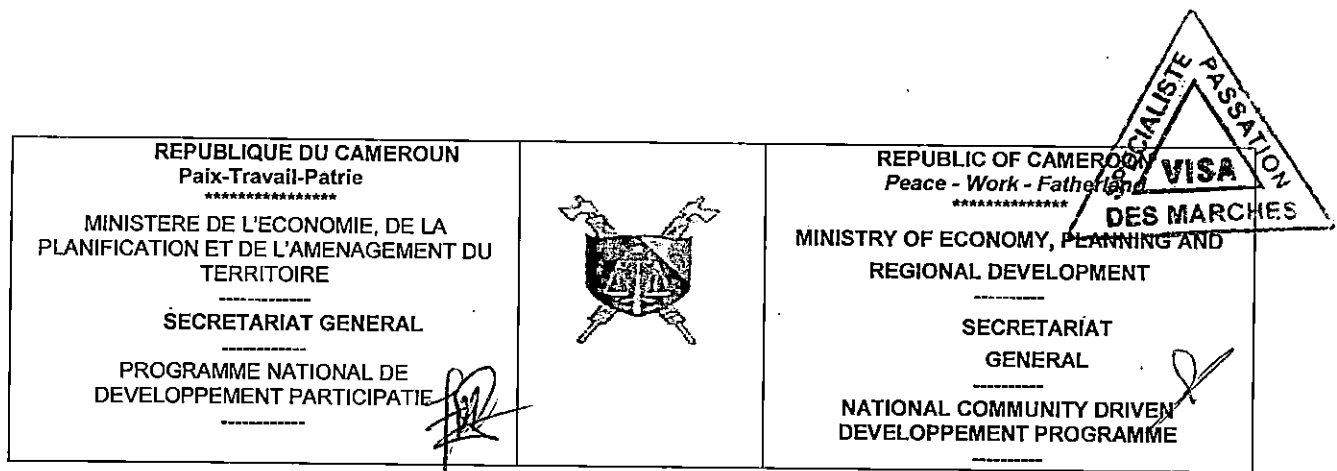 REPUBLIQUE DU CAMEROUN
Paix-Travail-Patrie
*****************
MINISTERE DE L'ECONOMIE, DE LA
PLANIFICATION ET DE L'AMENAGEMENT DU
TERRITOIRE
-------------
SECRETARIAT GENERAL
------------
PROGRAMME NATIONAL DE
DEVELOPPEMENT PARTICIPATIF
------------
REPUBLIC OF CAMEROON
Peace - Work - Fatherland
**************
MINISTRY OF ECONOMY, PLANNING AND
REGIONAL DEVELOPMENT
----------
SECRETARIAT
GENERAL
----------
NATIONAL COMMUNITY DRIVEN
DEVELOPPEMENT PROGRAMME
----------
SPECIALISTE PASSATION
DES MARCHES
VISA